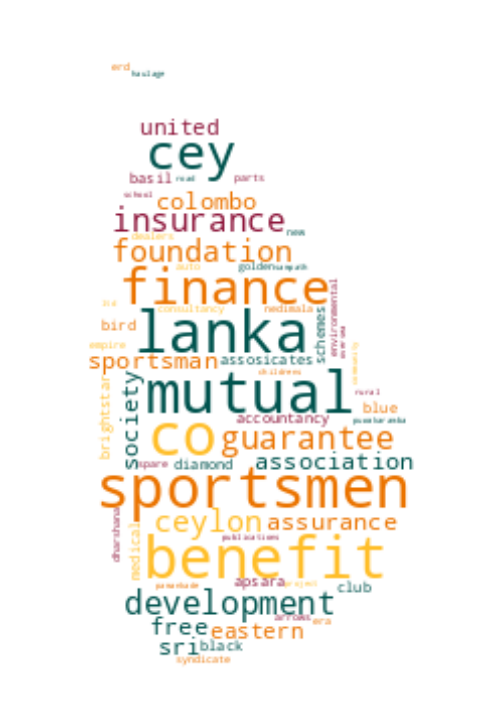 erd
haulage
united
cey
basil road parts
school
colombo
insurance
dealers new
foundation
auto golden sampath
finance
environmental
consultancy nedimala
schemes
bird lanka
empire
sportsman assosicates
community
childrens
brightstar society mutual rural
blue
accountancy
co guarantee
spare diamond association
sportsmen
dharshana ceylon assurance
medical publications
benefit
apsara project
club
development
arrows era
free eastern
sri black
syndicate